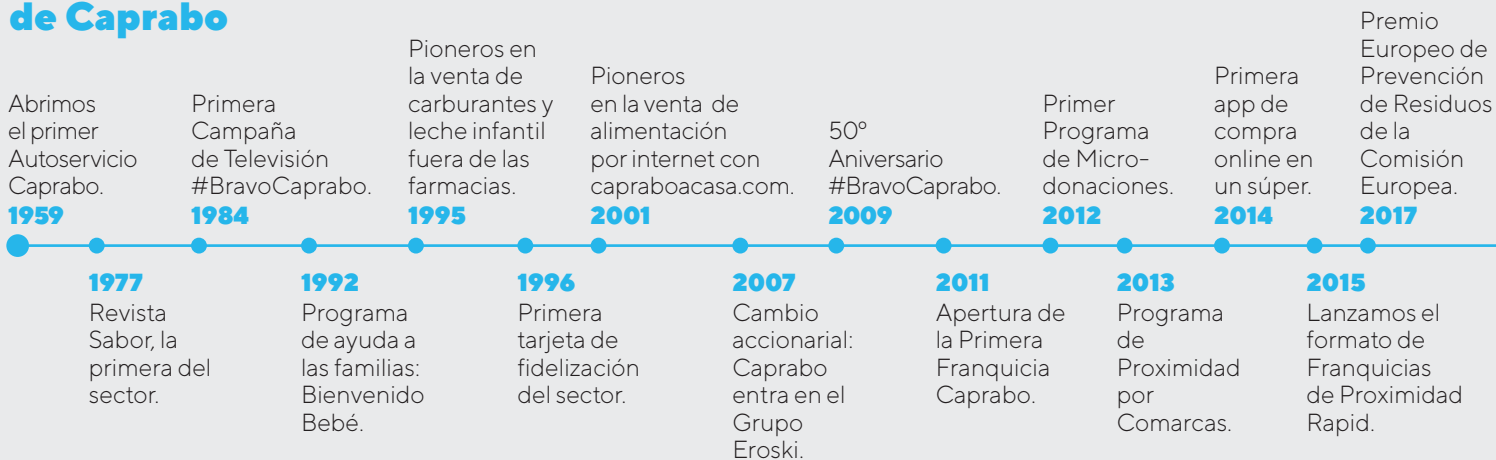 de Caprabo
Abrimos
el primer
Autoservicio
Caprabo.
1959
1977
Revista
Sabor, la
primera del
sector.
Primera
Campaña
de Televisión
#BravoCaprabo.
1984
1992
Programa
de ayuda a
las familias:
Bienvenido
Bebé.
Pioneros en
la venta de
carburantes y
leche infantil
fuera de las
farmacias.
1995
1996
Primera
tarjeta de
fidelización
del sector.
Pioneros
en la venta de
alimentación
por internet con
capraboacasa.com.
2001
2007
Cambio
accionarial:
Caprabo
entra en el
Grupo
Eroski.
50º
Aniversario
#BravoCaprabo.
2009
2011
Apertura de
la Primera
Franquicia
Caprabo.
Primer
Programa
de Micro-
donaciones.
2012
2013
Programa
de
Proximidad
por
Comarcas.
Primera
app de
compra
online en
un súper.
2014
2015
Lanzamos el
formato de
Franquicias
de Proximidad
Rapid.
Premio
Europeo de
Prevención
de Residuos
de la
Comisión
Europea.
2017